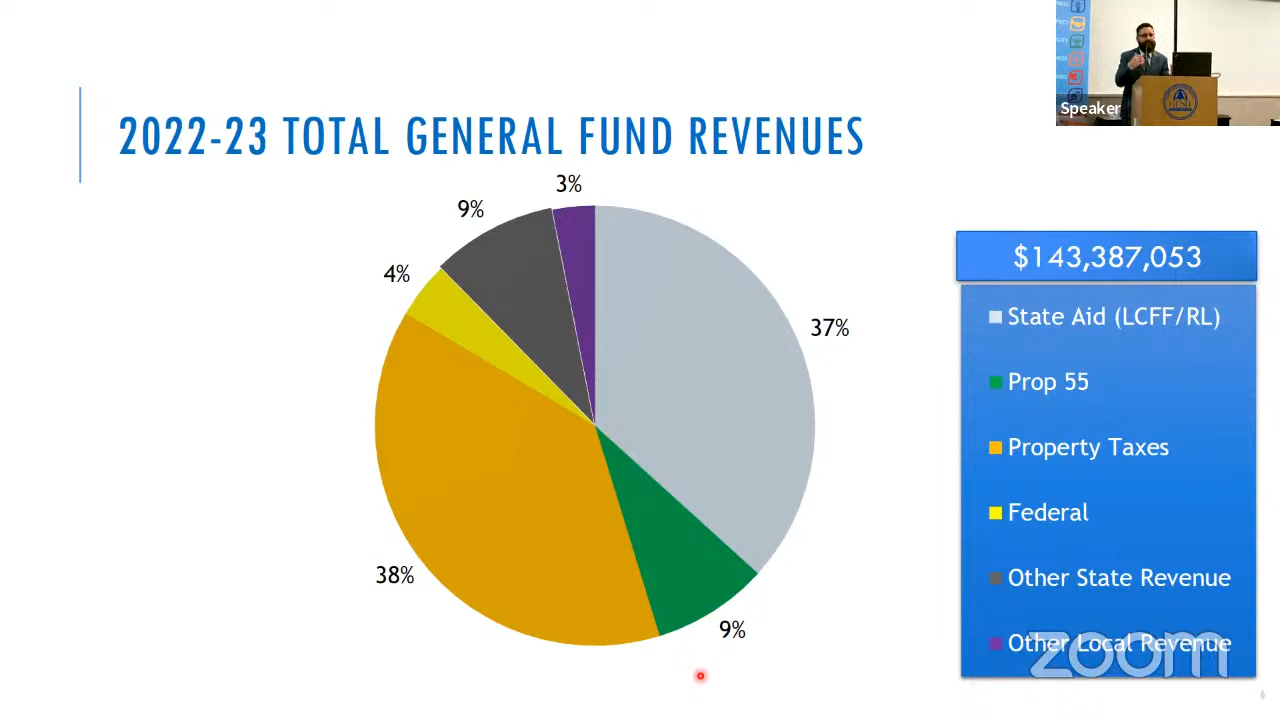 Speaker
2022-23 TOTAL GENERAL FUND REVENUES
3%
9%
4%
37%
38%
9%
$143,387,053
State Aid (LCFF/RL)
Prop 55
Property Taxes
Federal
Other State Revenue
Other Local Revenue
zoom
6